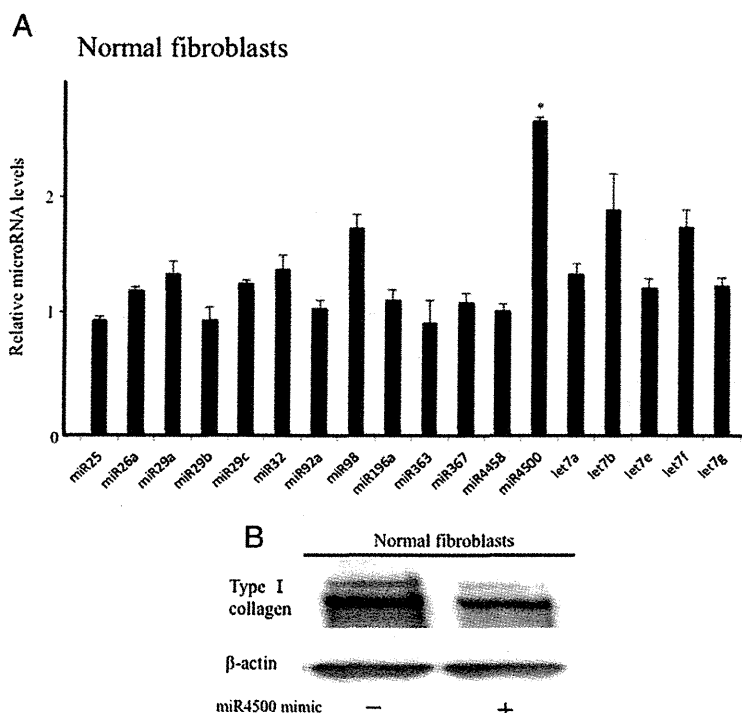 A
Normal fibroblasts
Relative microRNA levels
2
1
0
*
miR25 miR26a miR29a miR29b miR29c miR32 miR92a miR98 miR196a miR363 miR367 miR4458 miR4500 let7a let7b let7e let7f let7g
B
Normal fibroblasts
Type I
collagen
β-actin
miR4500 mimic − +